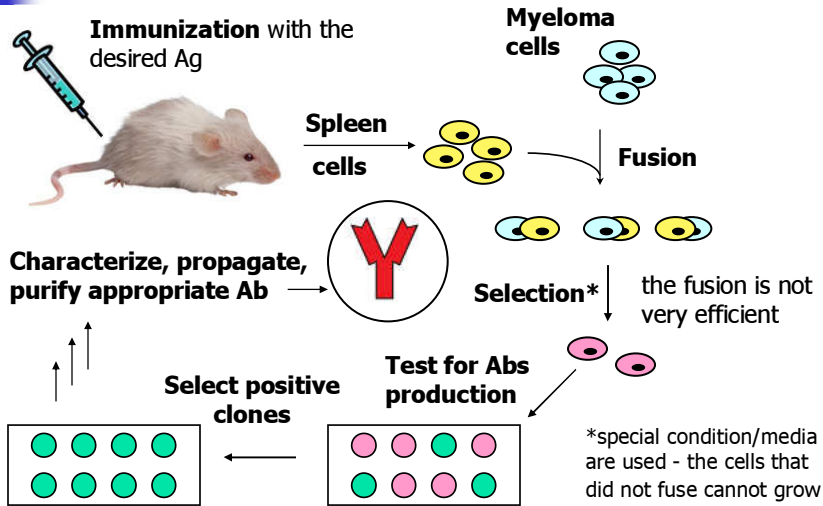 Immunization with the
desired Ag
Myeloma
cells
Spleen
cells
Fusion
Characterize, propagate,
purify appropriate Ab
Selection*
the fusion is not
very efficient
Test for Abs
production
Select positive
clones
*special condition/media
are used - the cells that
did not fuse cannot grow